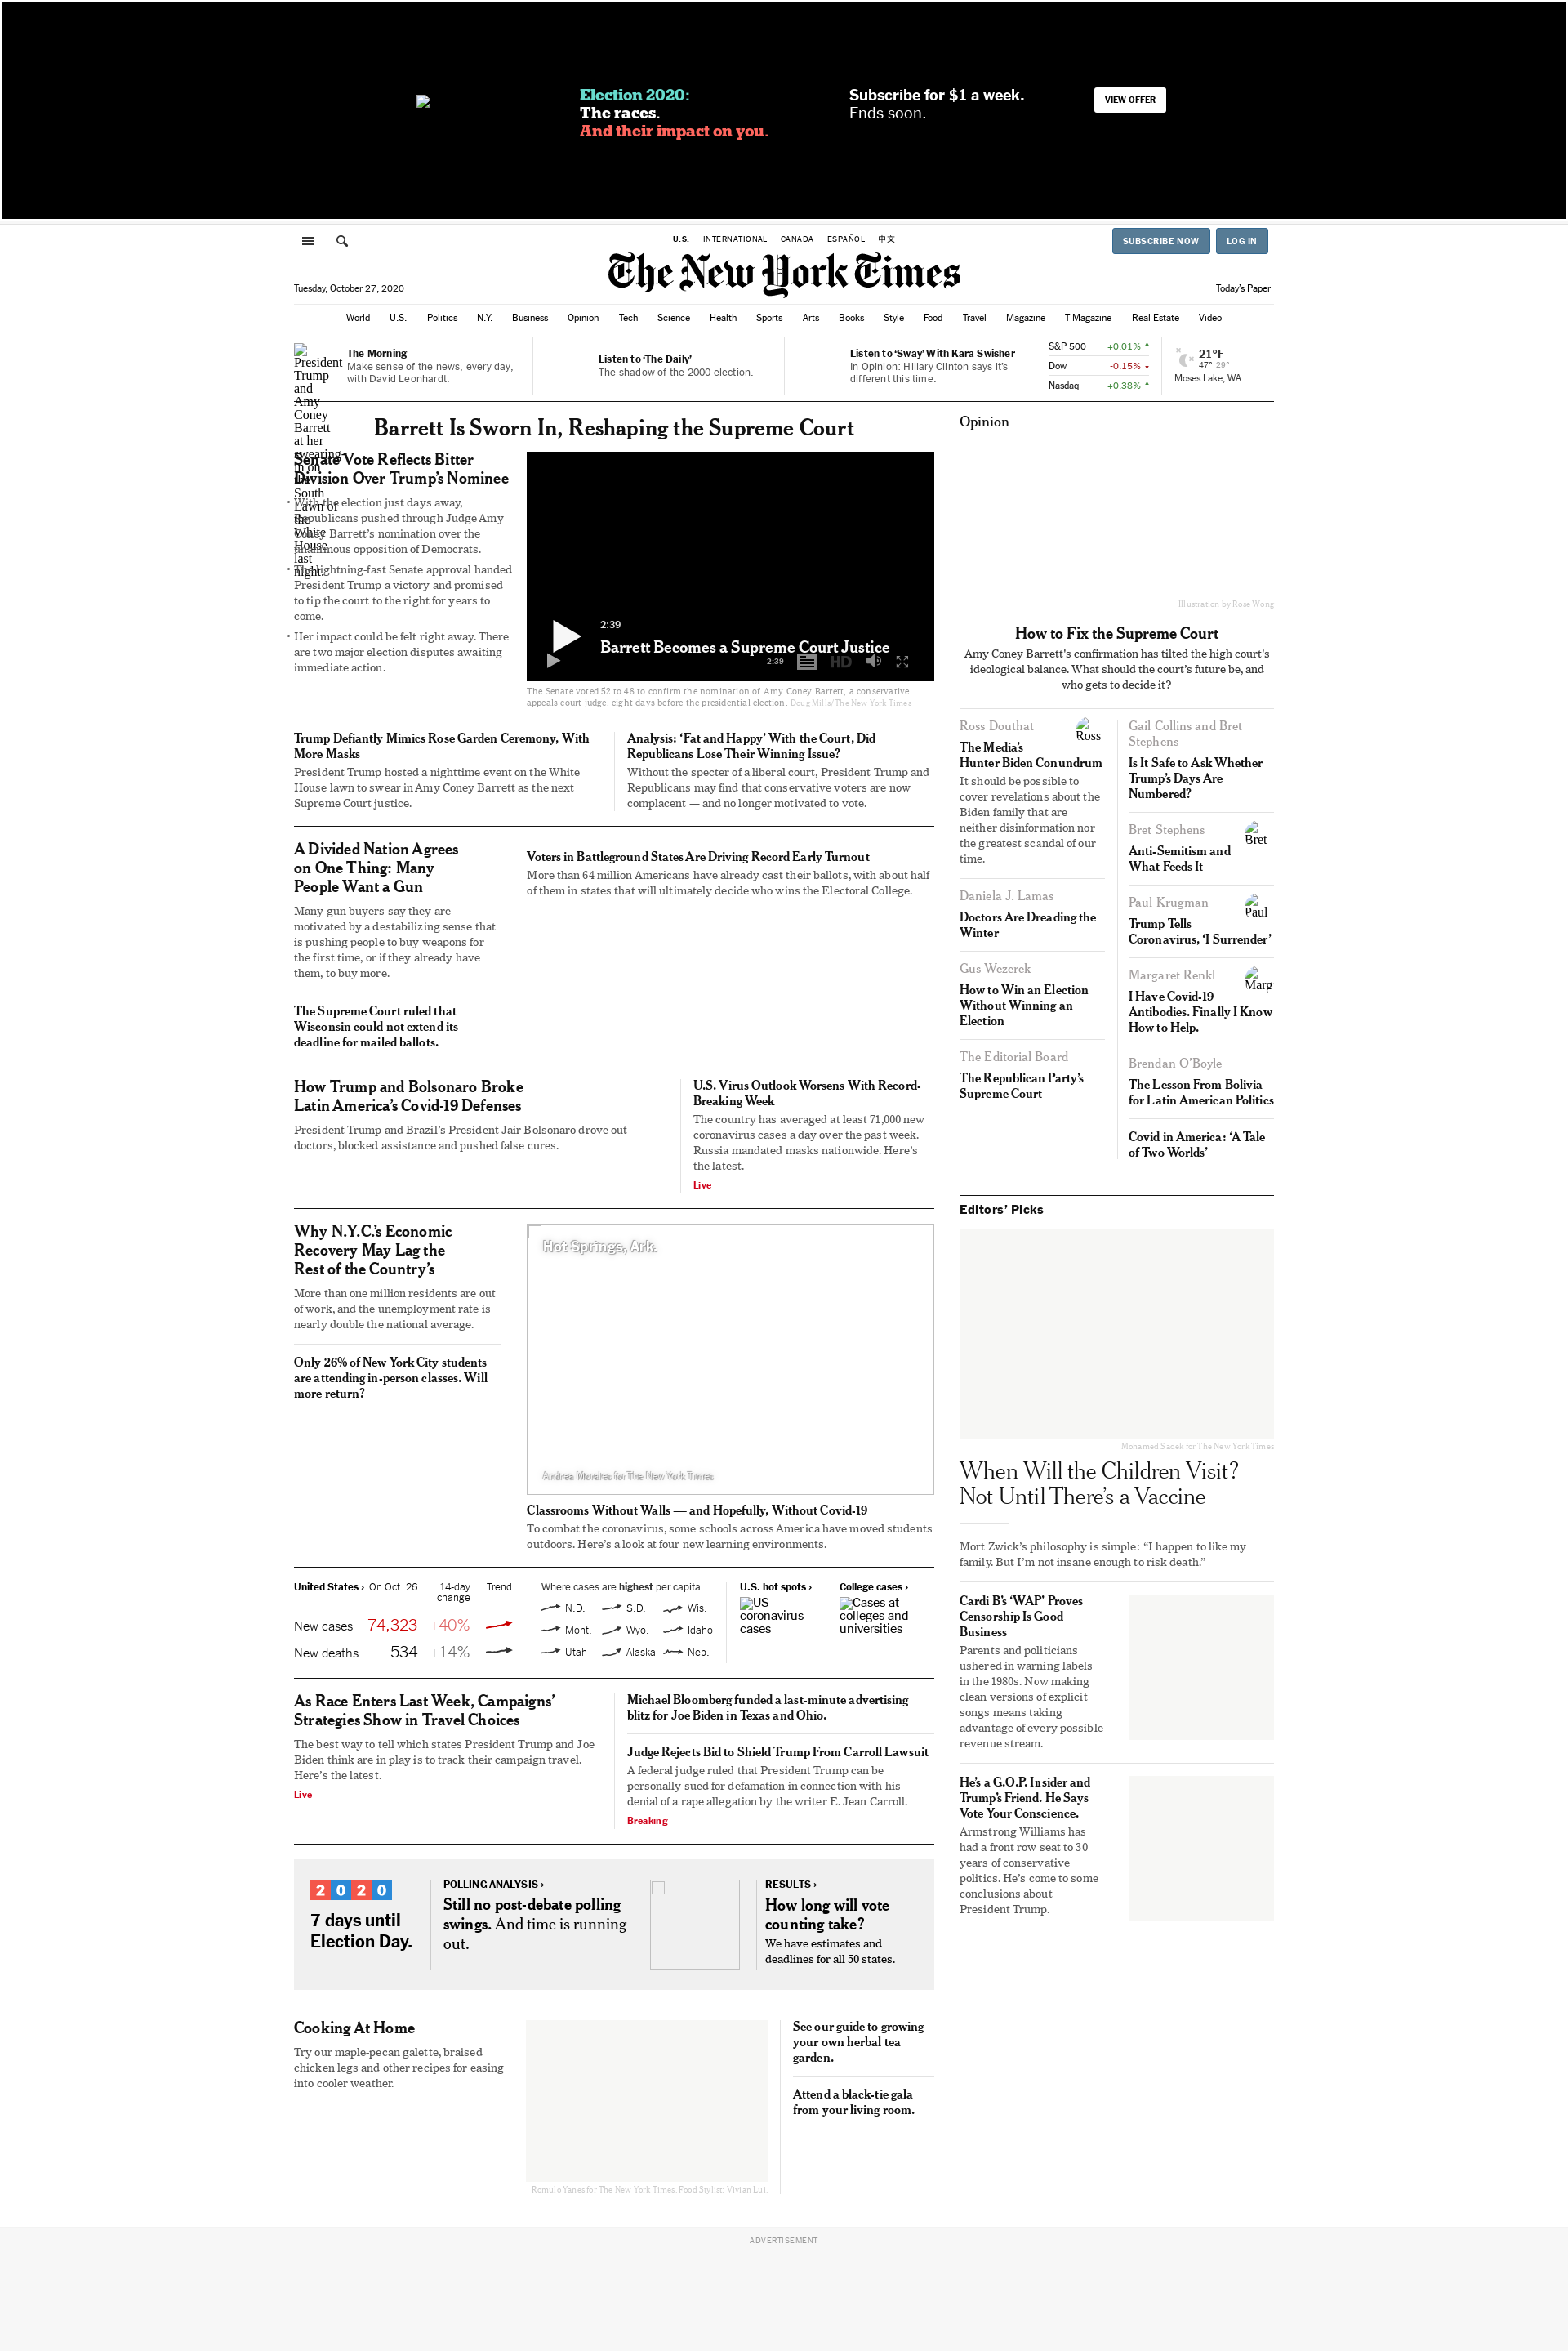 Election 2020:
The races.
And their impact on you.
Subscribe for $1 a week.
Ends soon.
VIEW OFFER
U.S. INTERNATIONAL CANADA ESPAÑOL 中文
SUBSCRIBE NOW LOG IN
The New York Times
Tuesday, October 27, 2020
Today's Paper
World U.S. Politics N.Y. Business Opinion Tech Science Health Sports Arts Books Style Food Travel Magazine T Magazine Real Estate Video
President
Trump
and
Amy
Coney
Barrett
at her
swearing-
in on
the
South
Lawn of
the
White
House
last
night.
The Morning
Make sense of the news, every day,
with David Leonhardt.
Listen to ‘The Daily’
The shadow of the 2000 election.
Listen to ‘Sway’ With Kara Swisher
In Opinion: Hillary Clinton says it’s
different this time.
S&P 500 +0.01%
Dow -0.15%
Nasdaq +0.38%
21°F
47° 29°
Moses Lake, WA
Barrett Is Sworn In, Reshaping the Supreme Court
Senate Vote Reflects Bitter
Division Over Trump’s Nominee
• With the election just days away,
Republicans pushed through Judge Amy
Coney Barrett’s nomination over the
unanimous opposition of Democrats.
• The lightning-fast Senate approval handed
President Trump a victory and promised
to tip the court to the right for years to
come.
• Her impact could be felt right away. There
are two major election disputes awaiting
immediate action.
2:39
Barrett Becomes a Supreme Court Justice
2:39 HD
The Senate voted 52 to 48 to confirm the nomination of Amy Coney Barrett, a conservative
appeals court judge, eight days before the presidential election. Doug Mills/The New York Times
Trump Defiantly Mimics Rose Garden Ceremony, With
More Masks
President Trump hosted a nighttime event on the White
House lawn to swear in Amy Coney Barrett as the next
Supreme Court justice.
Analysis: ‘Fat and Happy’ With the Court, Did
Republicans Lose Their Winning Issue?
Without the specter of a liberal court, President Trump and
Republicans may find that conservative voters are now
complacent — and no longer motivated to vote.
A Divided Nation Agrees
on One Thing: Many
People Want a Gun
Many gun buyers say they are
motivated by a destabilizing sense that
is pushing people to buy weapons for
the first time, or if they already have
them, to buy more.
The Supreme Court ruled that
Wisconsin could not extend its
deadline for mailed ballots.
Voters in Battleground States Are Driving Record Early Turnout
More than 64 million Americans have already cast their ballots, with about half
of them in states that will ultimately decide who wins the Electoral College.
How Trump and Bolsonaro Broke
Latin America’s Covid-19 Defenses
President Trump and Brazil’s President Jair Bolsonaro drove out
doctors, blocked assistance and pushed false cures.
U.S. Virus Outlook Worsens With Record-
Breaking Week
The country has averaged at least 71,000 new
coronavirus cases a day over the past week.
Russia mandated masks nationwide. Here’s
the latest.
Live
Why N.Y.C.’s Economic
Recovery May Lag the
Rest of the Country’s
More than one million residents are out
of work, and the unemployment rate is
nearly double the national average.
Only 26% of New York City students
are attending in-person classes. Will
more return?
Hot Springs, Ark.
Andrea Morales for The New York Times
Classrooms Without Walls — and Hopefully, Without Covid-19
To combat the coronavirus, some schools across America have moved students
outdoors. Here’s a look at four new learning environments.
United States › On Oct. 26 14-day
change Trend
New cases 74,323 +40%
New deaths 534 +14%
Where cases are highest per capita
N.D. S.D. Wis.
Mont. Wyo. Idaho
Utah Alaska Neb.
U.S. hot spots ›
US
coronavirus
cases
College cases ›
Cases at
colleges and
universities
As Race Enters Last Week, Campaigns’
Strategies Show in Travel Choices
The best way to tell which states President Trump and Joe
Biden think are in play is to track their campaign travel.
Here’s the latest.
Live
Michael Bloomberg funded a last-minute advertising
blitz for Joe Biden in Texas and Ohio.
Judge Rejects Bid to Shield Trump From Carroll Lawsuit
A federal judge ruled that President Trump can be
personally sued for defamation in connection with his
denial of a rape allegation by the writer E. Jean Carroll.
Breaking
2020
7 days until
Election Day.
POLLING ANALYSIS ›
Still no post-debate polling
swings. And time is running
out.
RESULTS ›
How long will vote
counting take?
We have estimates and
deadlines for all 50 states.
Cooking At Home
Try our maple-pecan galette, braised
chicken legs and other recipes for easing
into cooler weather.
Romulo Yanes for The New York Times. Food Stylist: Vivian Lui.
See our guide to growing
your own herbal tea
garden.
Attend a black-tie gala
from your living room.
Opinion
Illustration by Rose Wong
How to Fix the Supreme Court
Amy Coney Barrett’s confirmation has tilted the high court’s
ideological balance. What should the court’s future be, and
who gets to decide it?
Ross Douthat
Ross
The Media’s
Hunter Biden Conundrum
It should be possible to
cover revelations about the
Biden family that are
neither disinformation nor
the greatest scandal of our
time.
Daniela J. Lamas
Doctors Are Dreading the
Winter
Gus Wezerek
How to Win an Election
Without Winning an
Election
The Editorial Board
The Republican Party’s
Supreme Court
Gail Collins and Bret
Stephens
Is It Safe to Ask Whether
Trump’s Days Are
Numbered?
Bret Stephens
Bret
Anti-Semitism and
What Feeds It
Paul Krugman
Paul
Trump Tells
Coronavirus, ‘I Surrender’
Margaret Renkl
Marg
I Have Covid-19
Antibodies. Finally I Know
How to Help.
Brendan O’Boyle
The Lesson From Bolivia
for Latin American Politics
Covid in America: ‘A Tale
of Two Worlds’
Editors’ Picks
Mohamed Sadek for The New York Times
When Will the Children Visit?
Not Until There’s a Vaccine
Mort Zwick’s philosophy is simple: “I happen to like my
family. But I’m not insane enough to risk death.”
Cardi B’s ‘WAP’ Proves
Censorship Is Good
Business
Parents and politicians
ushered in warning labels
in the 1980s. Now making
clean versions of explicit
songs means taking
advantage of every possible
revenue stream.
He’s a G.O.P. Insider and
Trump’s Friend. He Says
Vote Your Conscience.
Armstrong Williams has
had a front row seat to 30
years of conservative
politics. He’s come to some
conclusions about
President Trump.
ADVERTISEMENT